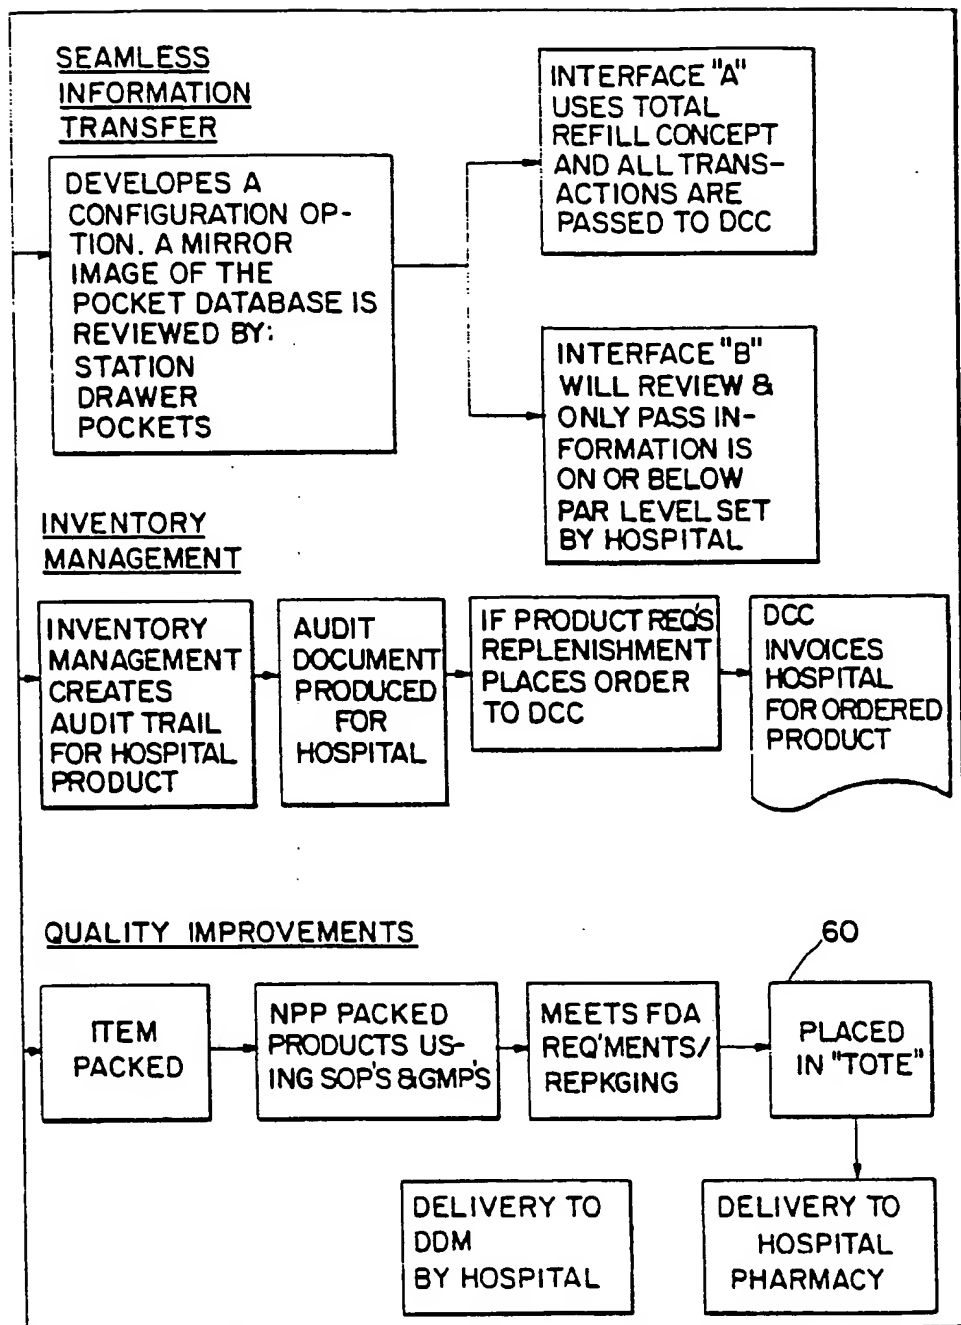 SEAMLESS
INFORMATION
TRANSFER
DEVELOPES A
CONFIGURATION OP-
TION. A MIRROR
IMAGE OF THE
POCKET DATABASE IS
REVIEWED BY:
STATION
DRAWER
POCKETS
INTERFACE "A"
USES TOTAL
REFILL CONCEPT
AND ALL TRANS-
ACTIONS ARE
PASSED TO DCC
INTERFACE "B"
WILL REVIEW &
ONLY PASS IN-
FORMATION IS
ON OR BELOW
PAR LEVEL SET
BY HOSPITAL
INVENTORY
MANAGEMENT
INVENTORY
MANAGEMENT
CREATES
AUDIT TRAIL
FOR HOSPITAL
PRODUCT
AUDIT
DOCUMENT
PRODUCED
FOR
HOSPITAL
IF PRODUCT REQ'S
REPLENISHMENT
PLACES ORDER
TO DCC
DCC
INVOICES
HOSPITAL
FOR ORDERED
PRODUCT
QUALITY IMPROVEMENTS
60
ITEM
PACKED
NPP PACKED
PRODUCTS US-
ING SOP'S & GMP'S
MEETS FDA
REQ'MENTS/
REPKGING
PLACED
IN "TOTE"
DELIVERY TO
DDM
BY HOSPITAL
DELIVERY TO
HOSPITAL
PHARMACY